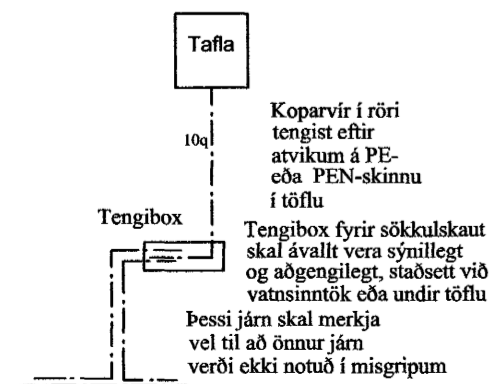 Tafla
Koparvír í röri
tengist eftir
10q
atvikum á PE-
eða PEN-skinnu
í töflu
Tengibox
Tengibox fyrir sökkulskaut
skal ávallt vera sýnillegt
og aðgengilegt, staðsett við
vatnsinntök eða undir töflu
Þessi járn skal merkja
vel til að önnur járn
verði ekki notuð í misgripum